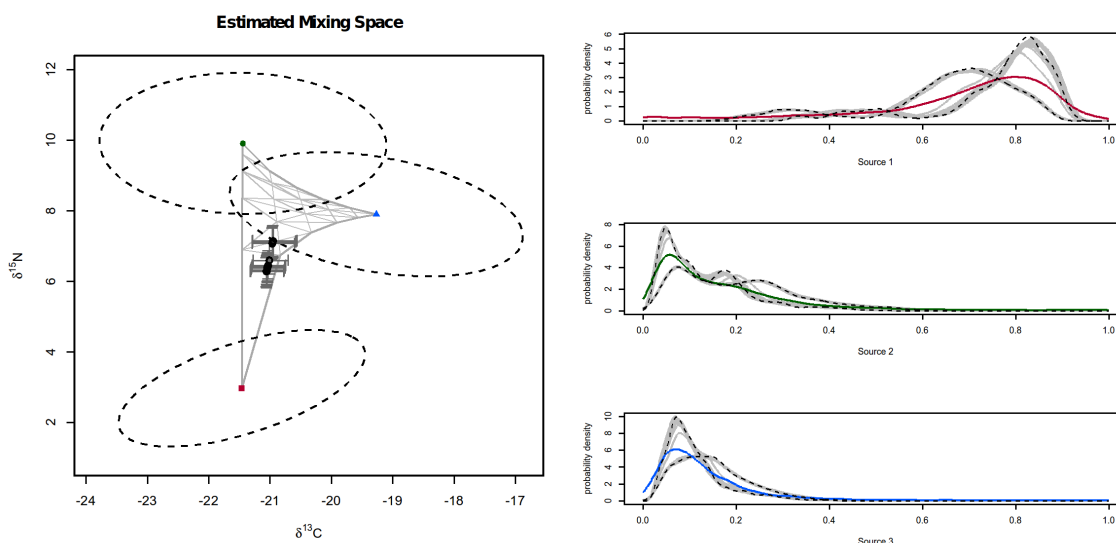 Estimated Mixing Space
12
10
8
6
4
2
δ15N
-24 -23 -22 -21 -20 -19 -18 -17
δ13C
probability density
6
5
4
3
2
1
0
0.0 0.2 0.4 0.6 0.8 1.0
Source 1
probability density
8
6
4
2
0
0.0 0.2 0.4 0.6 0.8 1.0
Source 2
probability density
10
8
6
4
2
0
0.0 0.2 0.4 0.6 0.8 1.0
Source 3